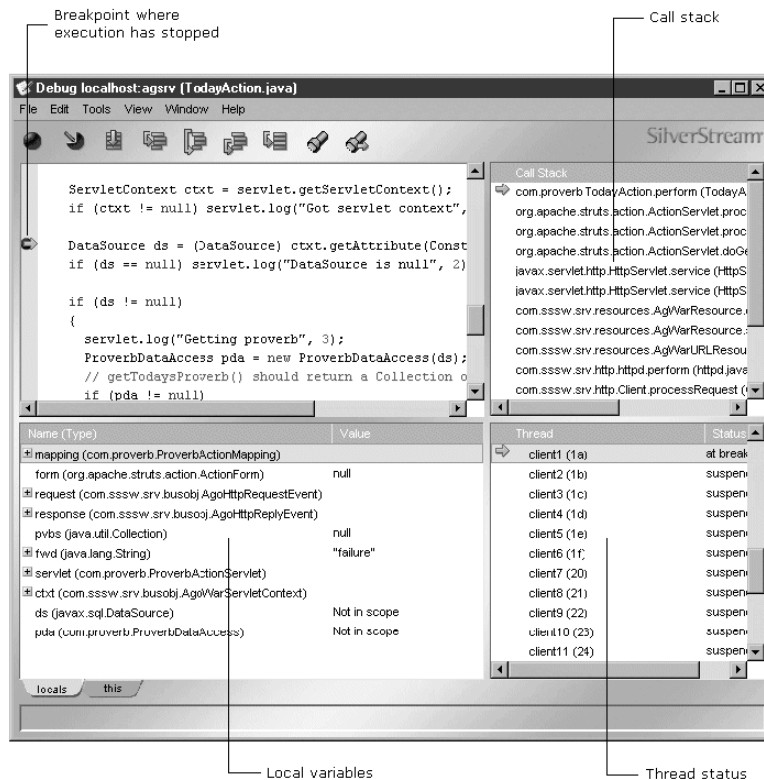 Breakpoint where
execution has stopped
Call stack
Debug localhost:agsrv (TodayAction.java)
File Edit Tools View Window Help
SilverStream
ServletContext ctxt = servlet.getServletContext();
if (ctxt != null) servlet.log("Got servlet context",
DataSource ds = (DataSource) ctxt.getAttribute(Const
if (ds == null) servlet.log("DataSource is null", 2)
if (ds != null)
{
servlet.log("Getting proverb", 3);
ProverbDataAccess pda = new ProverbDataAccess(ds);
// getTodaysProverb() should return a Collection o
if (pda != null)
Call Stack
com.proverb.TodayAction.perform (TodayA
org.apache.struts.action.ActionServlet.proc
org.apache.struts.action.ActionServlet.proc
org.apache.struts.action.ActionServlet.doGe
javax.servlet.http.HttpServlet.service (HttpS
javax.servlet.http.HttpServlet.service (HttpS
com.sssw.srv.resources.AgWarResource.
com.sssw.srv.resources.AgWarResource.
com.sssw.srv.resources.AgWarURLResou
com.sssw.srv.http.httpd.perform (httpd.java
com.sssw.srv.http.Client.processRequest (
Name (Type) Value
mapping (com.proverb.ProverbActionMapping)
form (org.apache.struts.action.ActionForm) null
request (com.sssw.srv.busobj.AgoHttpRequestEvent)
response (com.sssw.srv.busobj.AgoHttpReplyEvent)
pvbs (java.util.Collection) null
fwd (java.lang.String) "failure"
servlet (com.proverb.ProverbActionServlet)
ctxt (com.sssw.srv.busobj.AgoWarServletContext)
ds (javax.sql.DataSource) Not in scope
pda (com.proverb.ProverbDataAccess) Not in scope
Thread Status
client1 (1a) at break
client2 (1b) suspen
client3 (1c) suspen
client4 (1d) suspen
client5 (1e) suspen
client6 (1f) suspen
client7 (20) suspen
client8 (21) suspen
client9 (22) suspen
client10 (23) suspen
client11 (24) suspen
locals this
Local variables
Thread status